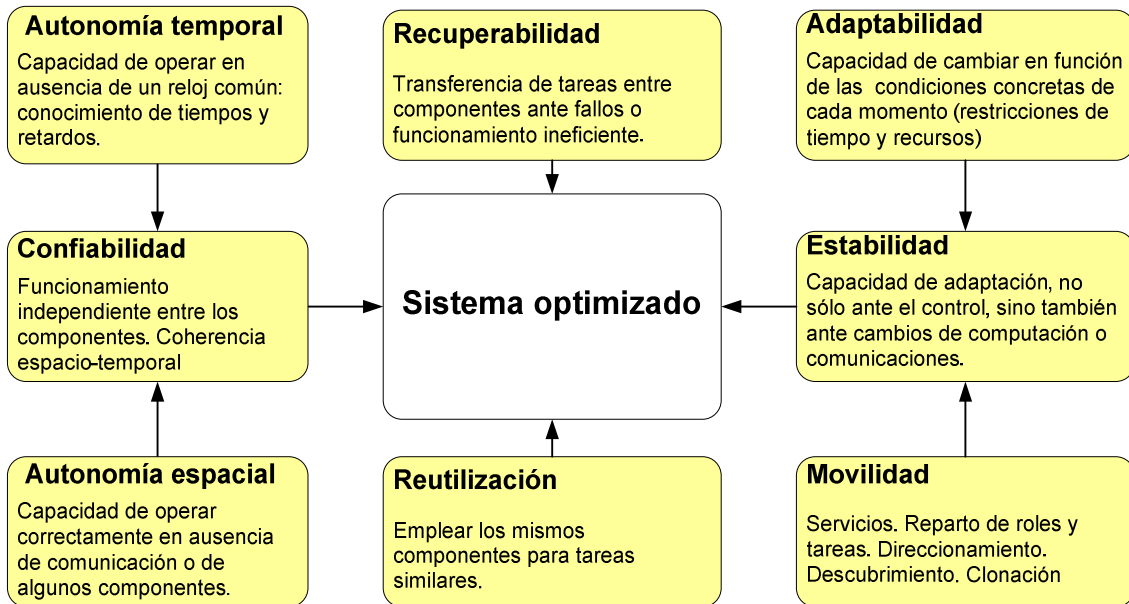 Autonomía temporal
Capacidad de operar en
ausencia de un reloj común:
conocimiento de tiempos y
retardos.
Recuperabilidad
Transferencia de tareas entre
componentes ante fallos o
funcionamiento ineficiente.
Adaptabilidad
Capacidad de cambiar en función
de las condiciones concretas de
cada momento (restricciones de
tiempo y recursos)
Confiabilidad
Funcionamiento
independiente entre los
componentes. Coherencia
espacio-temporal
Sistema optimizado
Estabilidad
Capacidad de adaptación, no
sólo ante el control, sino también
ante cambios de computación o
comunicaciones.
Autonomía espacial
Capacidad de operar
correctamente en ausencia
de comunicación o de
algunos componentes.
Reutilización
Emplear los mismos
componentes para tareas
similares.
Movilidad
Servicios. Reparto de roles y
tareas. Direccionamiento.
Descubrimiento. Clonación